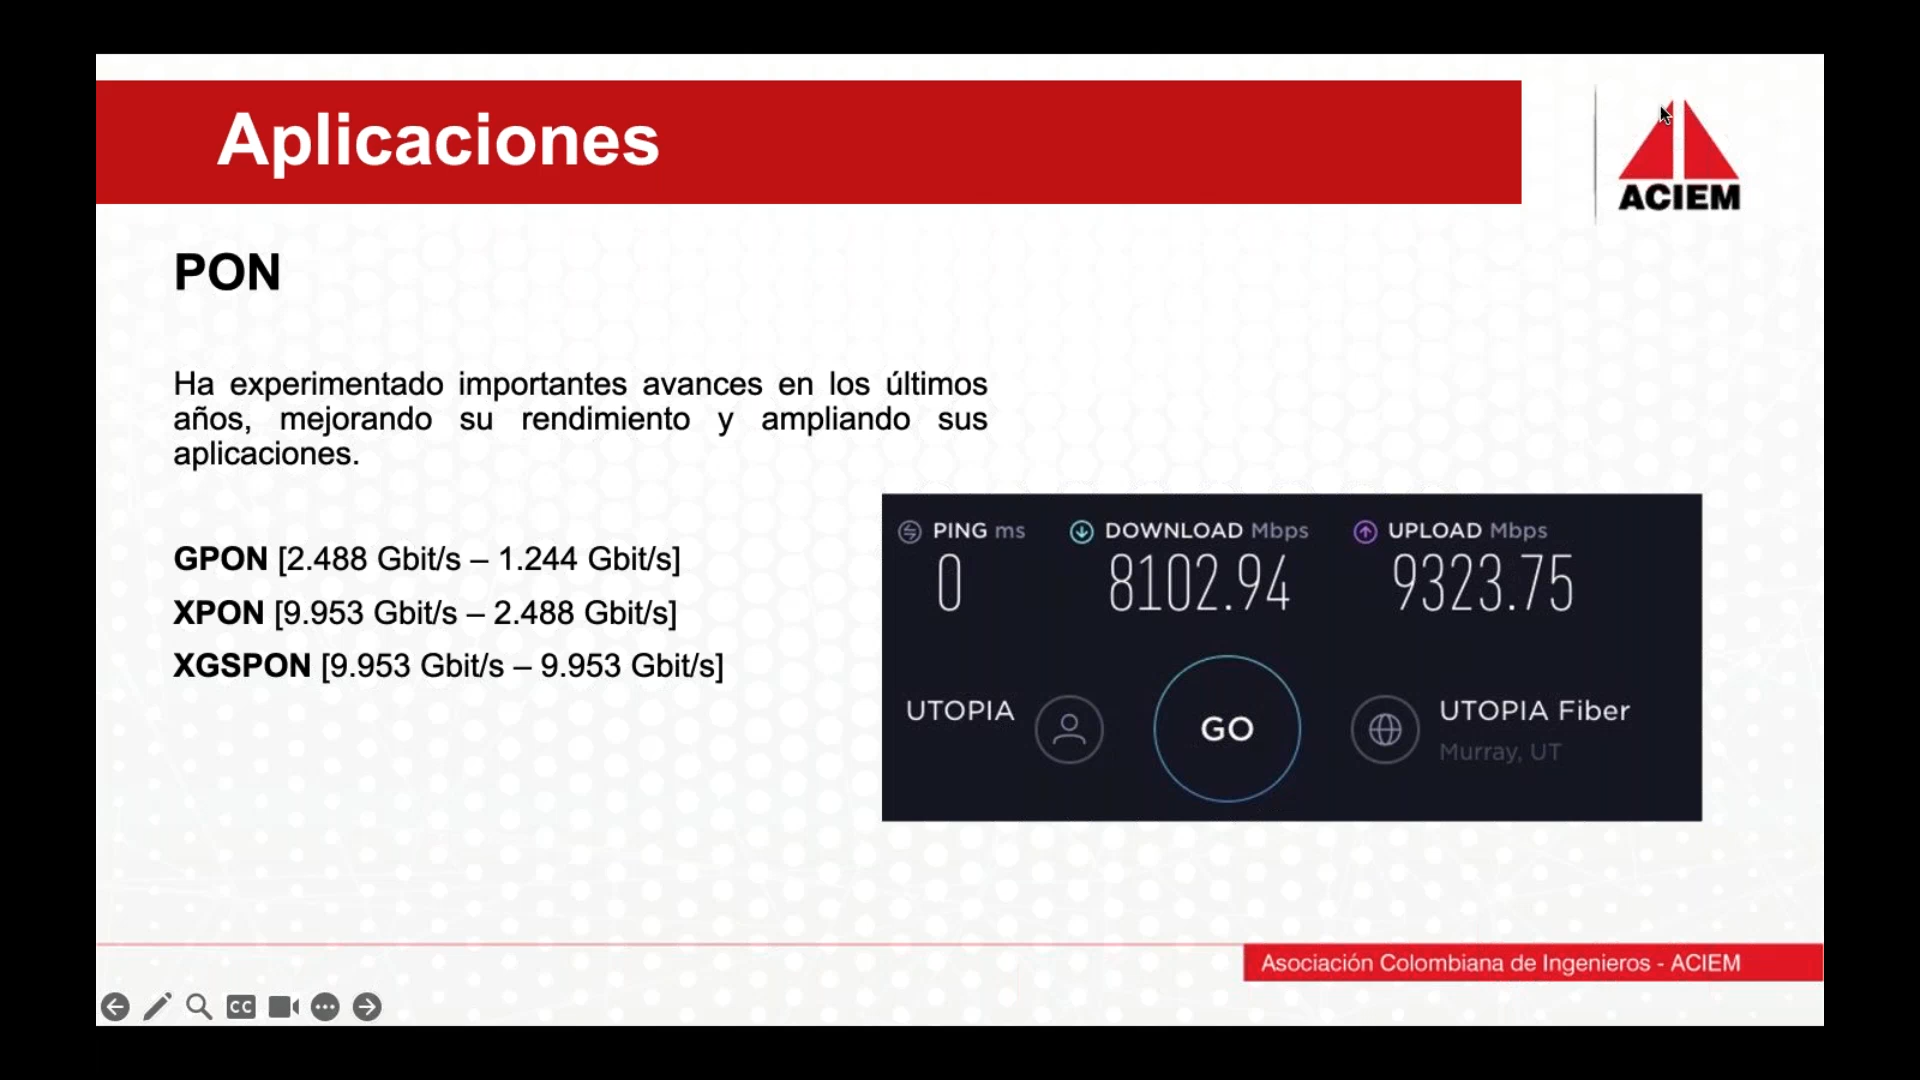 Aplicaciones
ACIEM
PON
Ha experimentado importantes avances en los últimos
años, mejorando su rendimiento y ampliando sus
aplicaciones.
GPON [2.488 Gbit/s – 1.244 Gbit/s]
XPON [9.953 Gbit/s – 2.488 Gbit/s]
XGSPON [9.953 Gbit/s – 9.953 Gbit/s]
PING ms DOWNLOAD Mbps UPLOAD Mbps
0 8102.94 9323.75
UTOPIA GO UTOPIA Fiber
Murray, UT
Asociación Colombiana de Ingenieros - ACIEM
CC